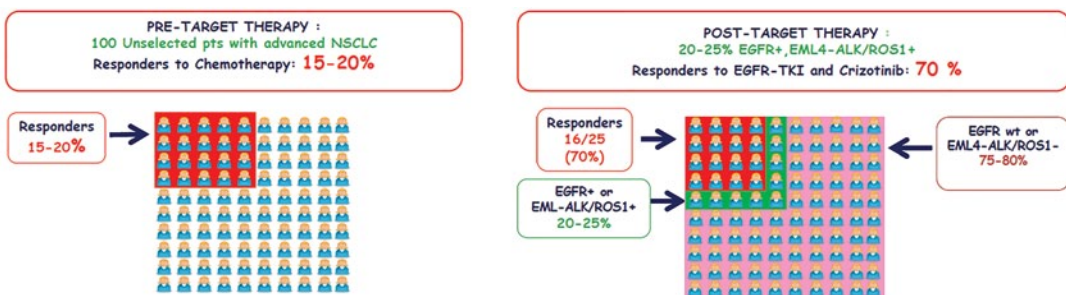 PRE-TARGET THERAPY :
100 Unselected pts with advanced NSCLC
Responders to Chemotherapy: 15-20%
Responders
15-20%
POST-TARGET THERAPY :
20-25% EGFR+,EML4-ALK/ROS1+
Responders to EGFR-TKI and Crizotinib: 70 %
Responders
16/25
(70%)
EGFR+ or
EML-ALK/ROS1+
20-25%
EGFR wt or
EML4-ALK/ROS1-
75-80%